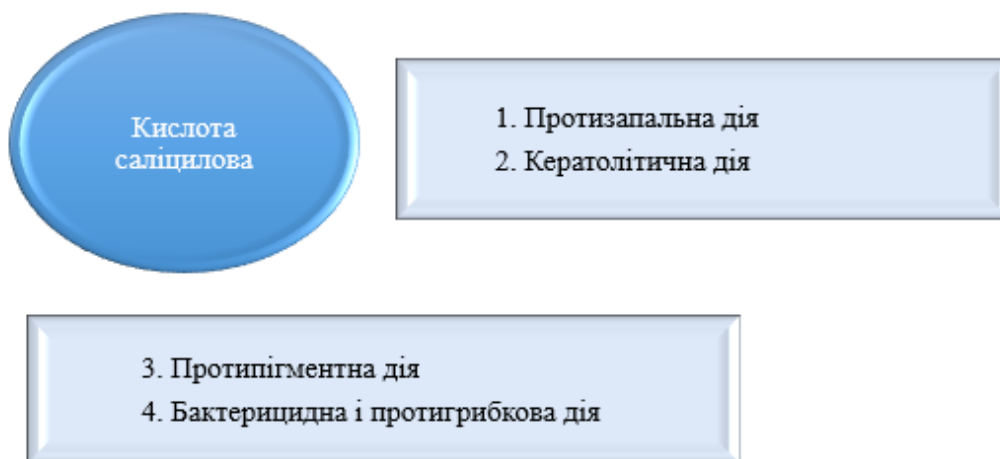 Кислота
саліцилова
1. Протизапальна дія
2. Кератолітична дія
3. Протипігментна дія
4. Бактерицидна і протигрибкова дія